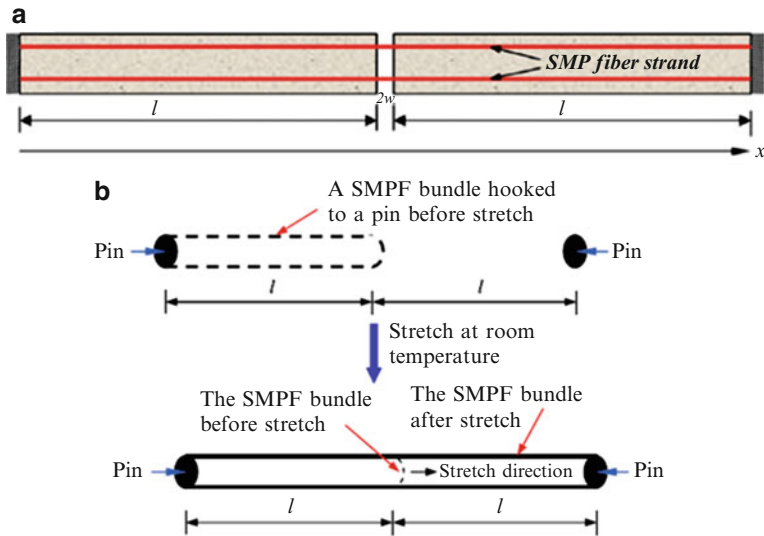 a
SMP fiber strand
2w
l
l
x
b
A SMPF bundle hooked
to a pin before stretch
Pin
Pin
l
l
Stretch at room
temperature
The SMPF bundle
before stretch
The SMPF bundle
after stretch
Pin
Stretch direction
Pin
l
l